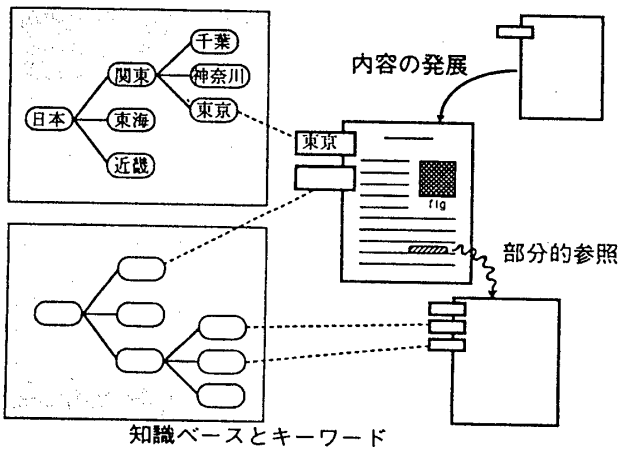 千葉
関東
神奈川
日本
東海
東京
近畿
内容の発展
東京
fig
部分的参照
知識ベースとキーワード